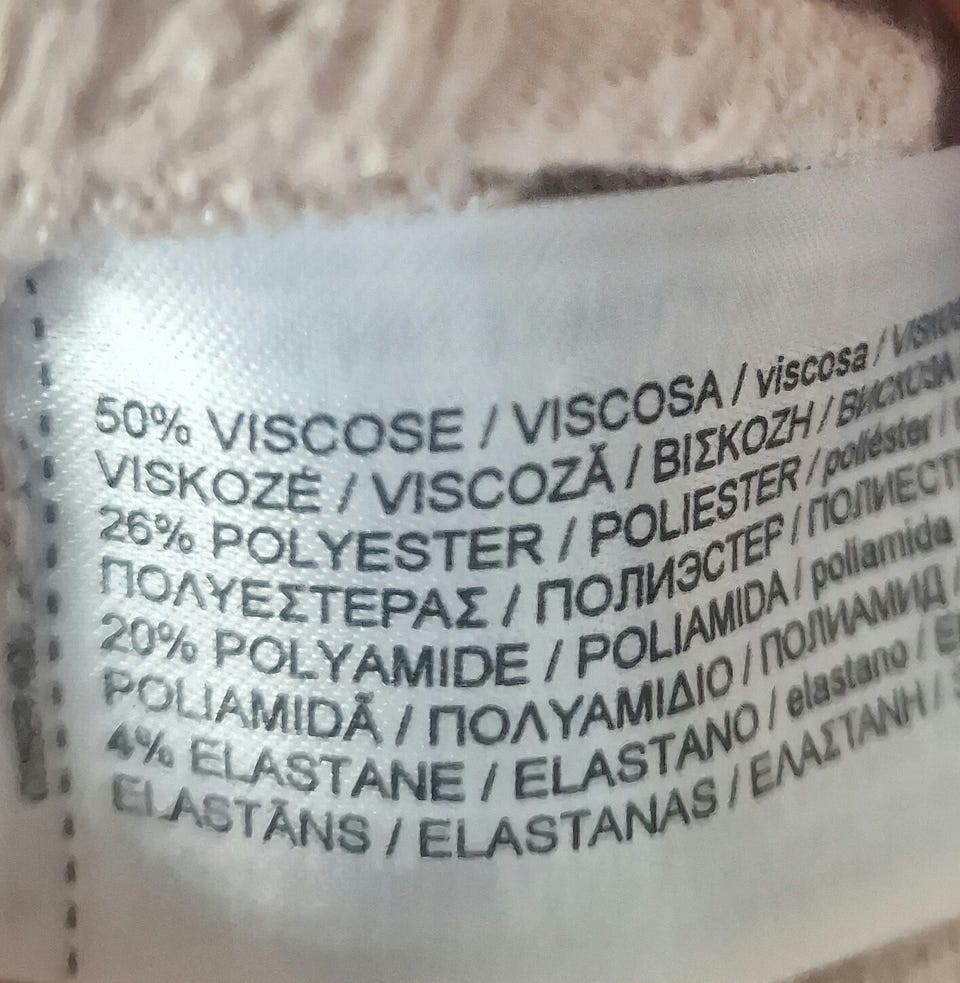 50% VISCOSE / VISCOSA / viscosa /
VISKOZĖ / VISCOZĂ / ΒΙΣΚΟΖΗ / ВИСКОЗА
26% POLYESTER / POLIESTER / poliéster /
ΠΟΛΥΕΣΤΕΡΑΣ / ПОЛИЭСТЕР /
20% POLYAMIDE / POLIAMIDA / poliamida
POLIAMIDĂ / ΠΟΛΥΑΜΙΔΙΟ / ПОЛИАМИД /
4% ELASTANE / ELASTANO / elastano /
ELASTĀNS / ELASTANAS / ΕΛΑΣΤΑΝΗ /